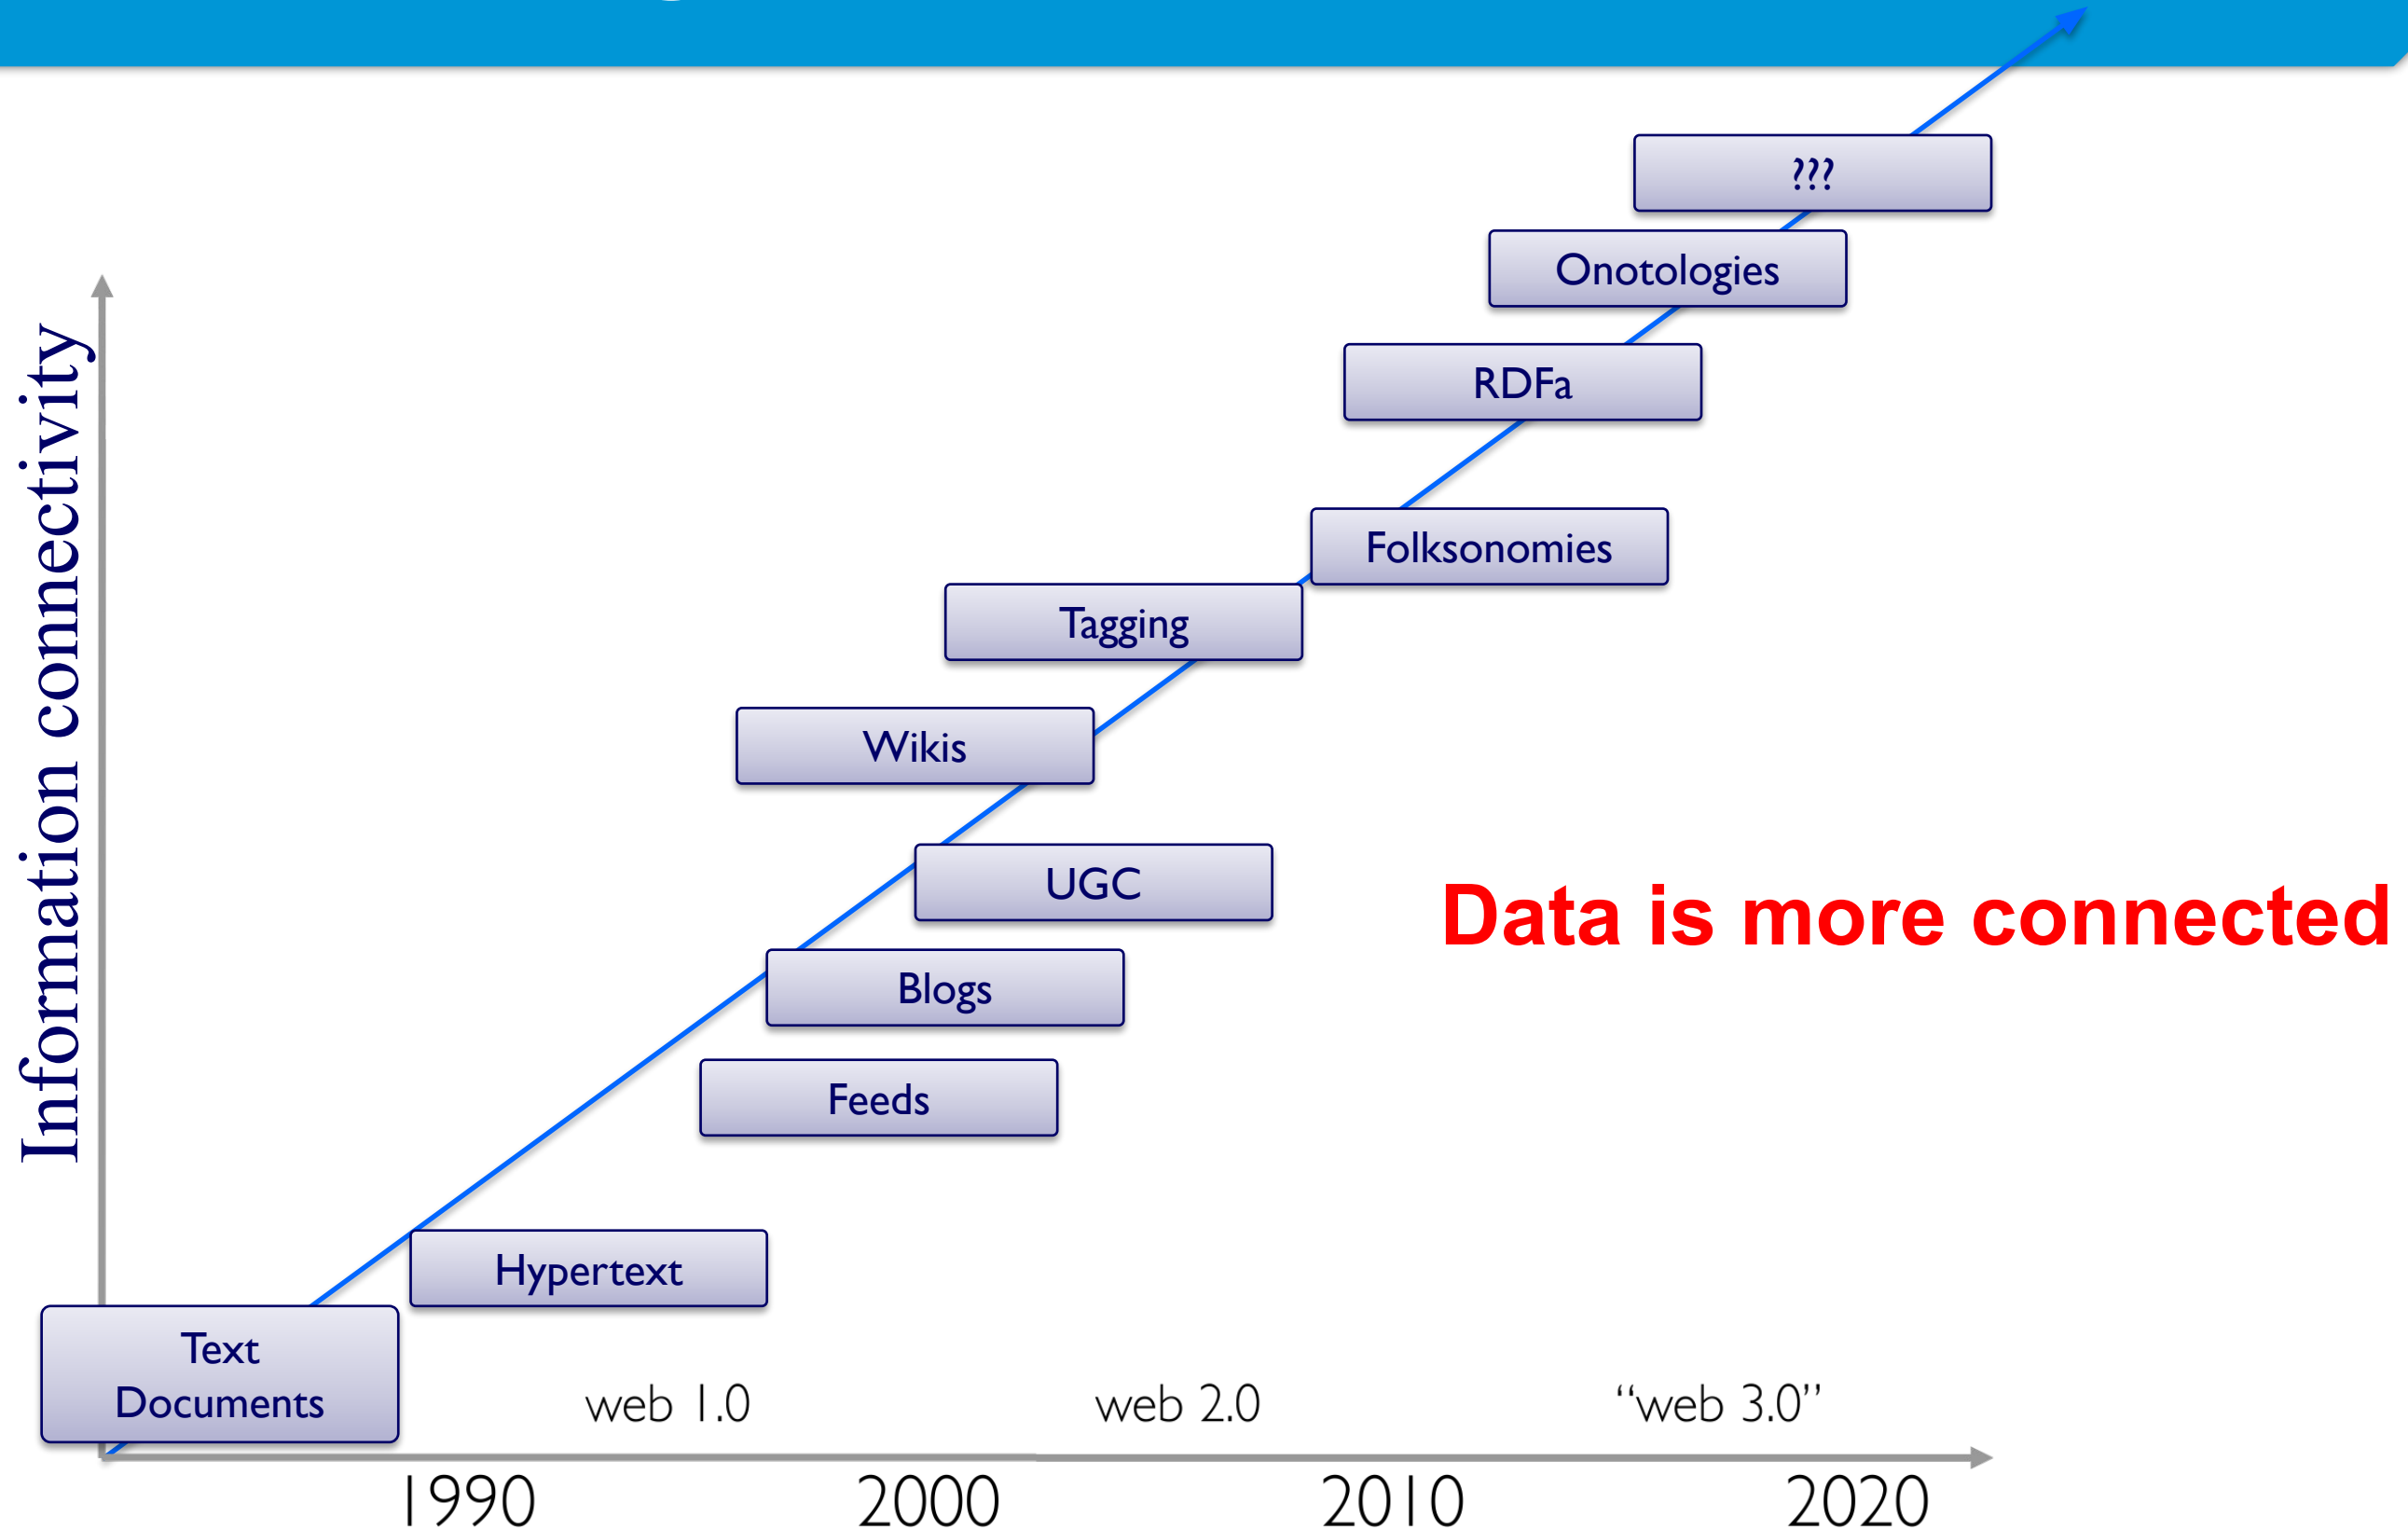 ???
Onotologies
RDFa
Folksonomies
Tagging
Wikis
UGC
Blogs
Feeds
Hypertext
Text
Documents
Information connectivity
Data is more connected
web 1.0
web 2.0
“web 3.0”
1990
2000
2010
2020